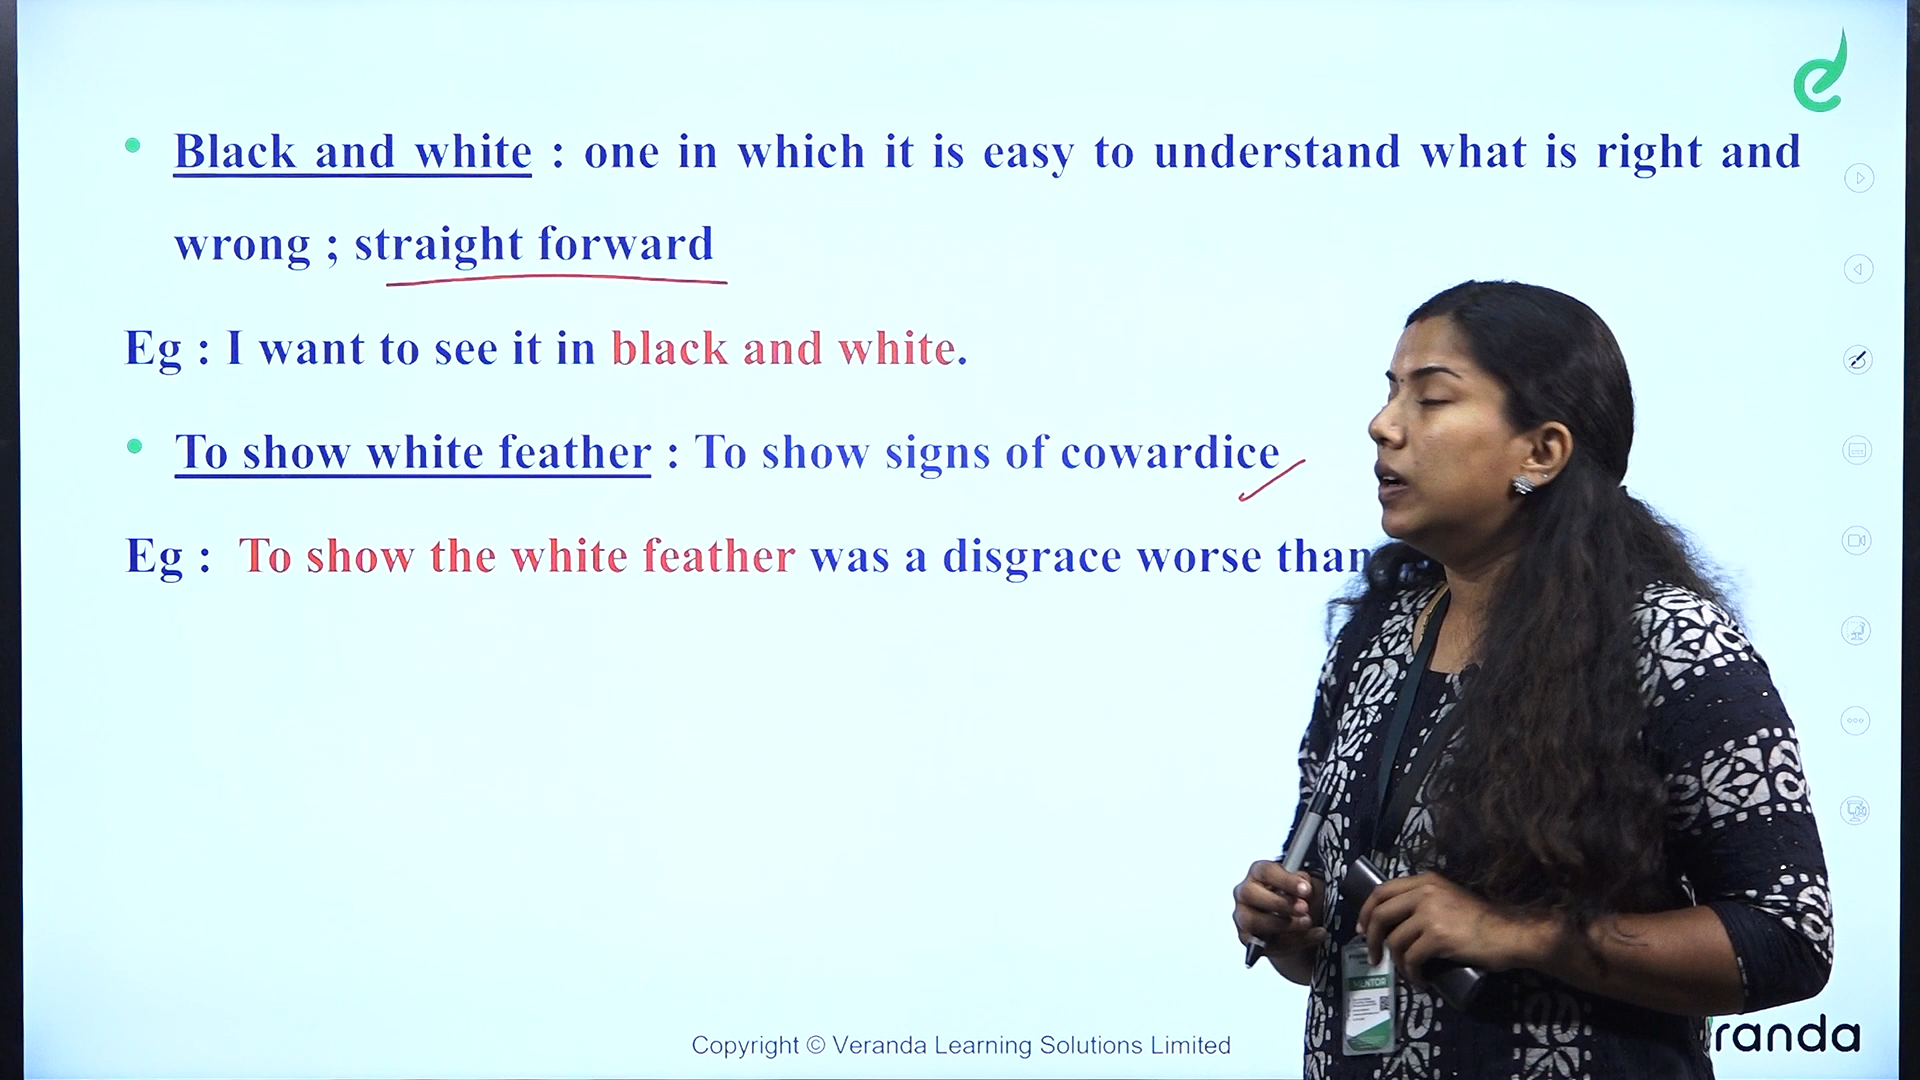 Black and white : one in which it is easy to understand what is right and
wrong ; straight forward
Eg : I want to see it in black and white.
To show white feather : To show signs of cowardice
Eg : To show the white feather was a disgrace worse than
MENTOR
randa
Copyright © Veranda Learning Solutions Limited